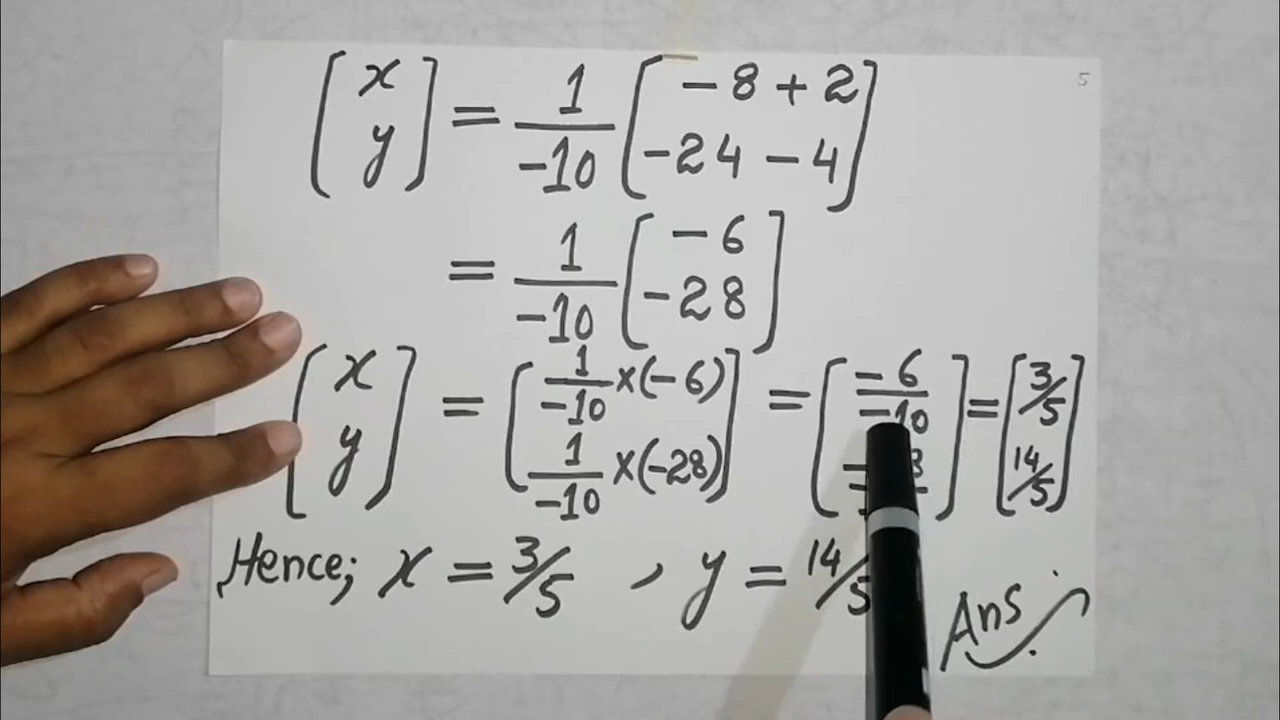 5
[x y] = 1/-10 [-8+2 -24-4]
= 1/-10 [-6 -28]
[x y] = [1/-10 ×(-6) 1/-10 ×(-28)] = [-6/-10] = [3/5 14/5]
Hence; x = 3/5 , y = 14/5
Ans